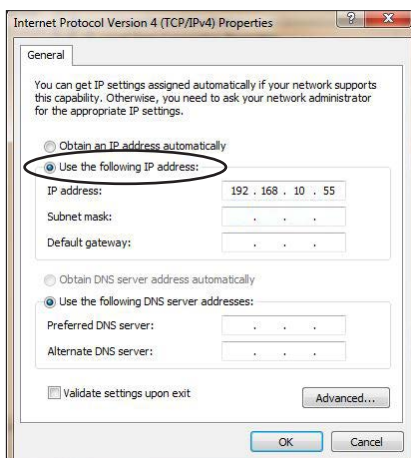 Internet Protocol Version 4 (TCP/IPv4) Properties
General
You can get IP settings assigned automatically if your network supports
this capability. Otherwise, you need to ask your network administrator
for the appropriate IP settings.
Obtain an IP address automatically
Use the following IP address:
IP address: 192 . 168 . 10 . 55
Subnet mask: . . .
Default gateway: . . .
Obtain DNS server address automatically
Use the following DNS server addresses:
Preferred DNS server: . . .
Alternate DNS server: . . .
Validate settings upon exit
Advanced...
OK Cancel